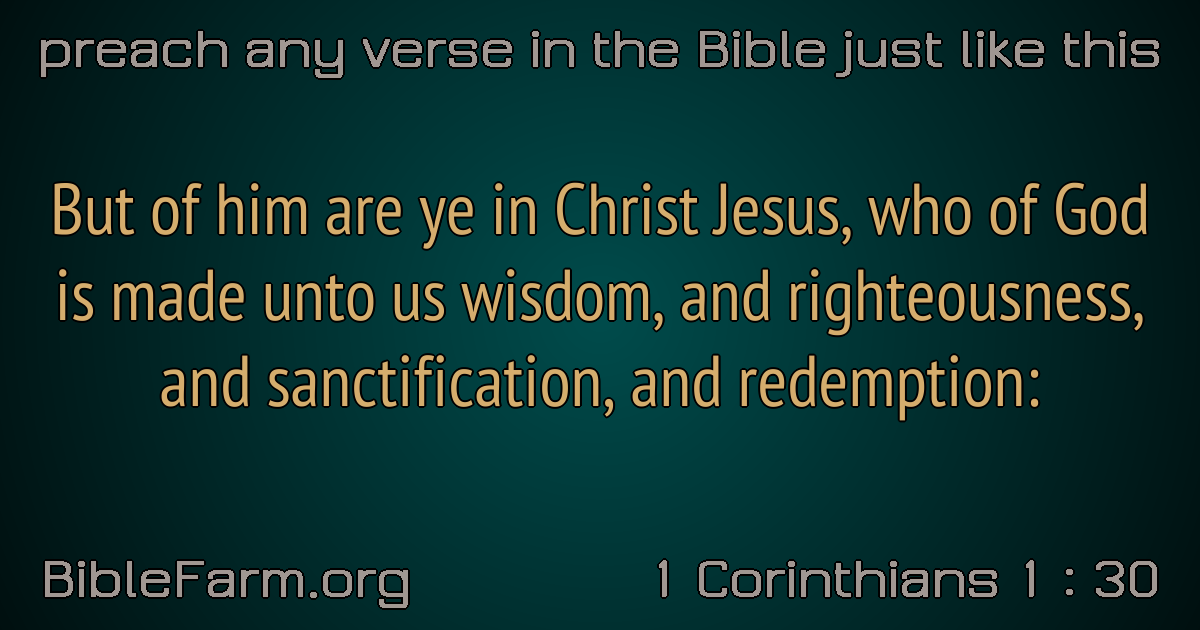 preach any verse in the Bible just like this
But of him are ye in Christ Jesus, who of God
is made unto us wisdom, and righteousness,
and sanctification, and redemption:
BibleFarm.org
1 Corinthians 1 : 30